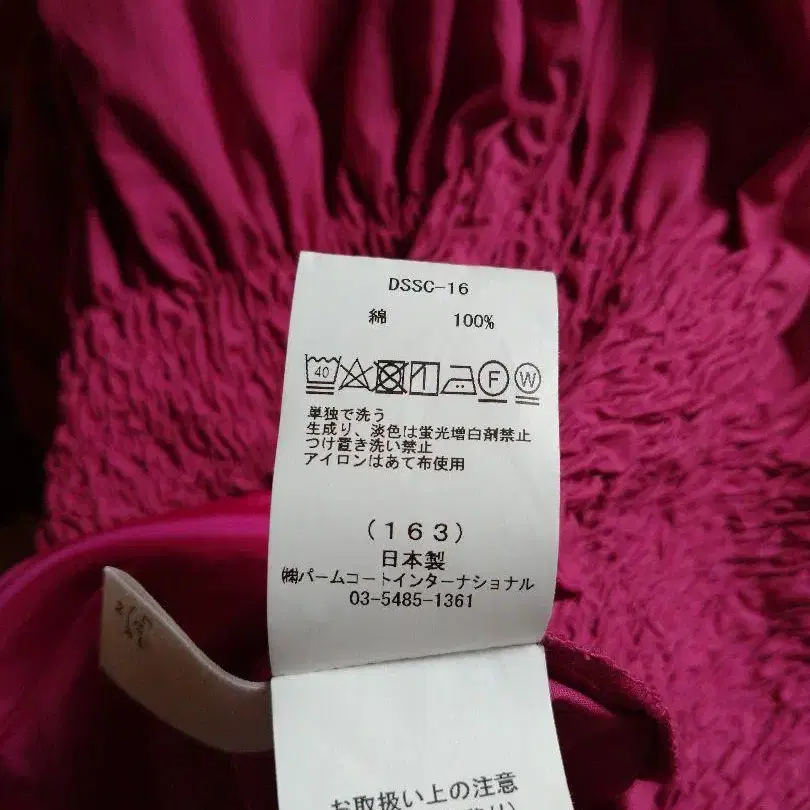 DSSC-16
綿 100%
40 F W
単独で洗う
生成り、淡色は蛍光増白剤禁止
つけ置き洗い禁止
アイロンはあて布使用
(163)
日本製
㈱パームコートインターナショナル
03-5485-1361
お取扱い上の注意